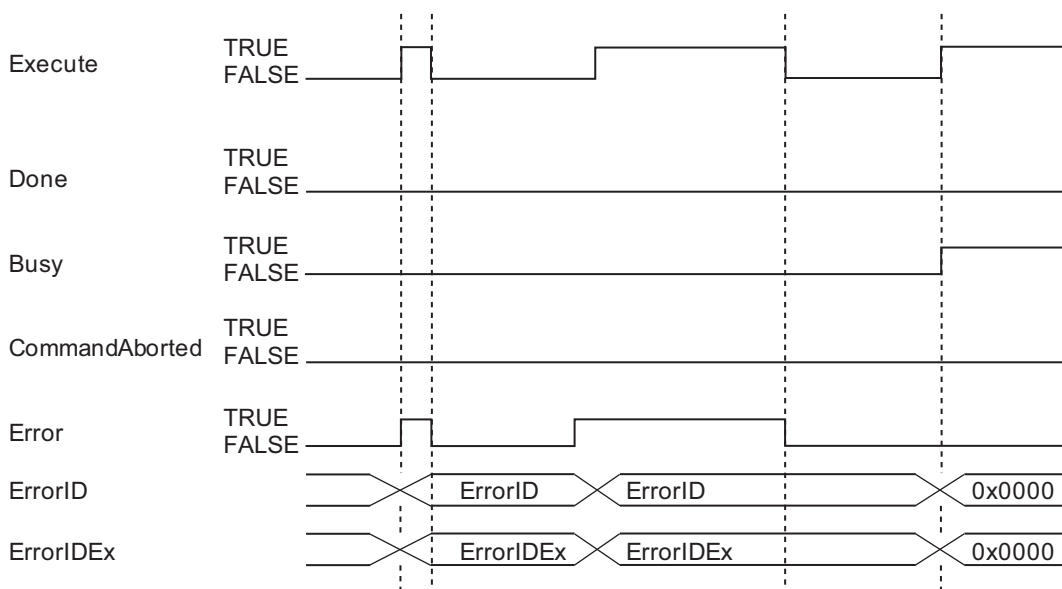 Execute TRUE
FALSE
Done TRUE
FALSE
Busy TRUE
FALSE
CommandAborted TRUE
FALSE
Error TRUE
FALSE
ErrorID ErrorID ErrorID 0x0000
ErrorIDEx ErrorIDEx ErrorIDEx 0x0000